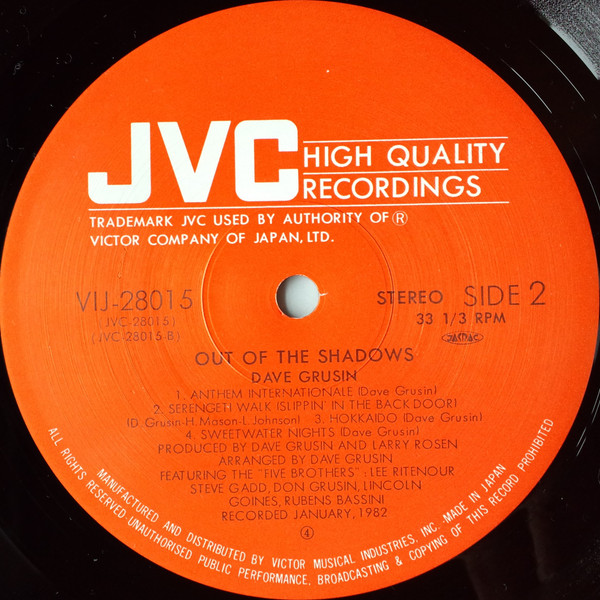 JVC HIGH QUALITY
RECORDINGS
TRADEMARK JVC USED BY AUTHORITY OF ®
VICTOR COMPANY OF JAPAN, LTD.
VIJ-28015
(JVC-28015)
(JVC-28015-B)
STEREO SIDE 2
33 1/3 RPM
JASRAC
OUT OF THE SHADOWS
DAVE GRUSIN
1. ANTHEM INTERNATIONALE (Dave Grusin)
2. SERENGETI WALK (SLIPPIN' IN THE BACK DOOR)
(D. Grusin-H. Mason-L. Johnson) 3. HOKKAIDO (Dave Grusin)
4. SWEETWATER NIGHTS (Dave Grusin)
PRODUCED BY DAVE GRUSIN AND LARRY ROSEN
ARRANGED BY DAVE GRUSIN
FEATURING THE "FIVE BROTHERS" : LEE RITENOUR
STEVE GADD, DON GRUSIN, LINCOLN
GOINES, RUBENS BASSINI
RECORDED JANUARY, 1982
④
MANUFACTURED AND DISTRIBUTED BY VICTOR MUSICAL INDUSTRIES, INC. MADE IN JAPAN
ALL RIGHTS RESERVED UNAUTHORISED PUBLIC PERFORMANCE, BROADCASTING & COPYING OF THIS RECORD PROHIBITED